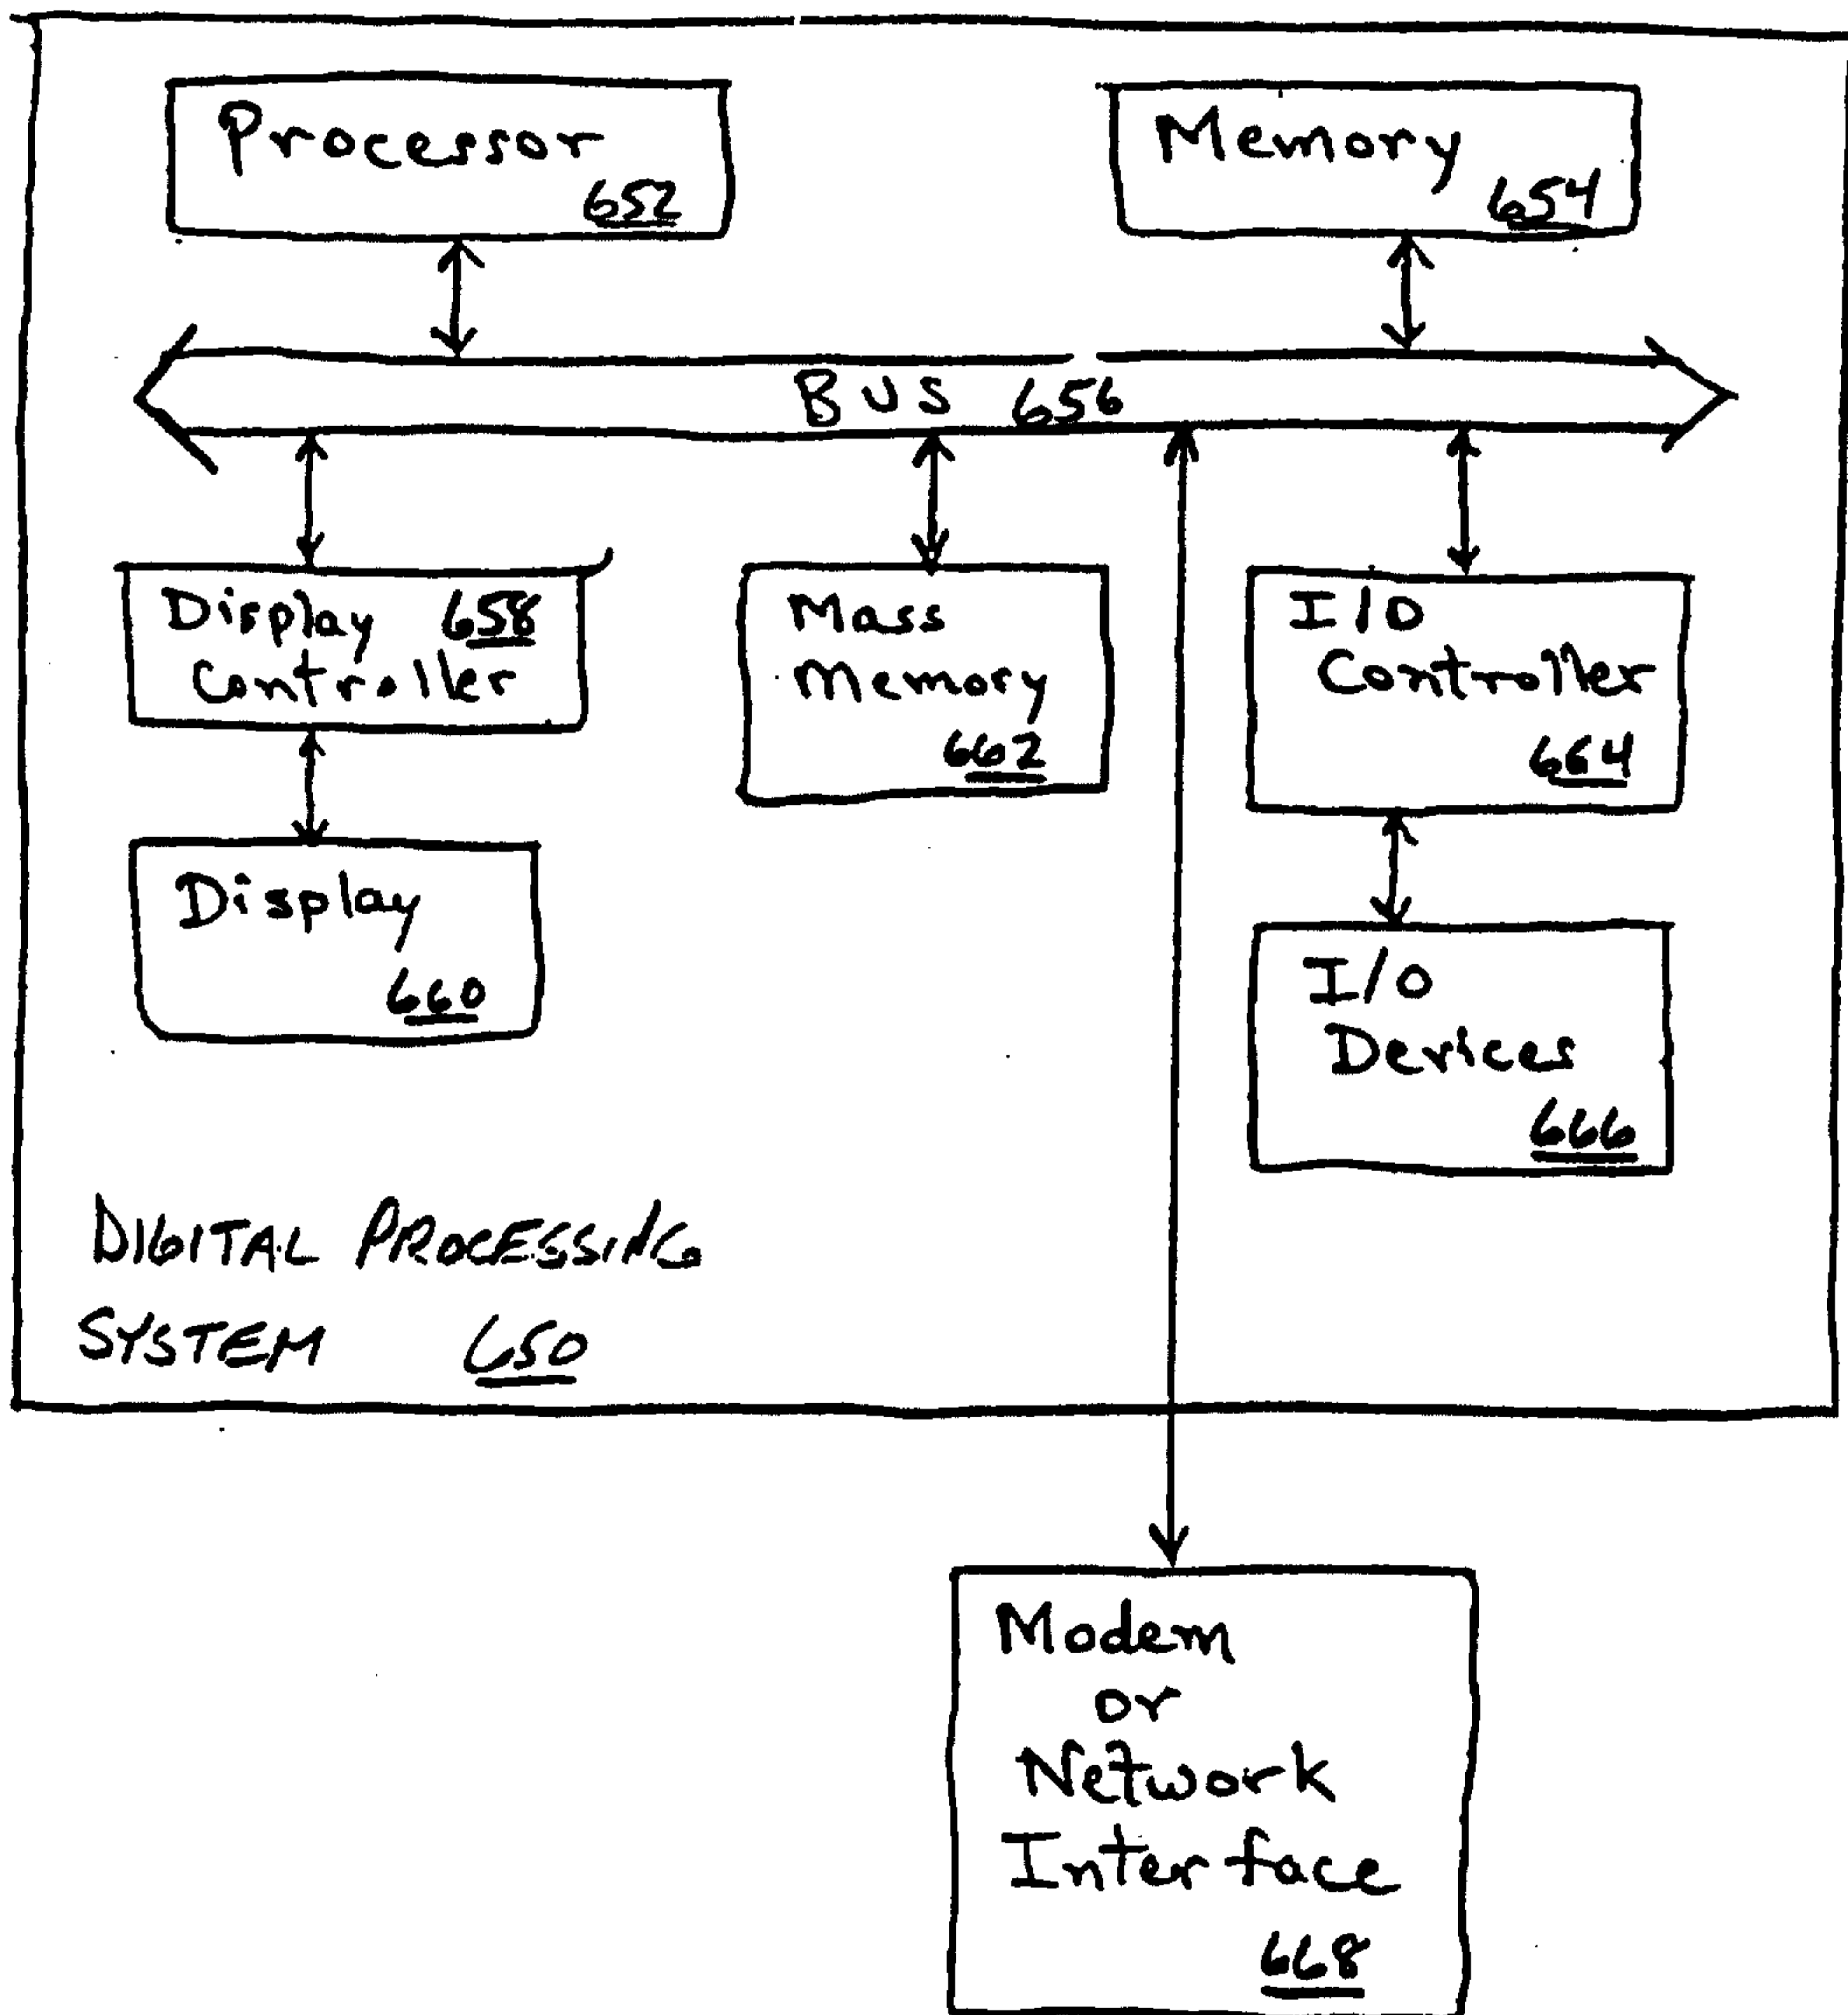 Processor
652
Memory
654
BUS 656
Display 658
Controller
Mass
Memory
662
I/O
Controller
664
Display
660
I/O
Devices
666
DIGITAL PROCESSING
SYSTEM 650
Modem
or
Network
Interface
668